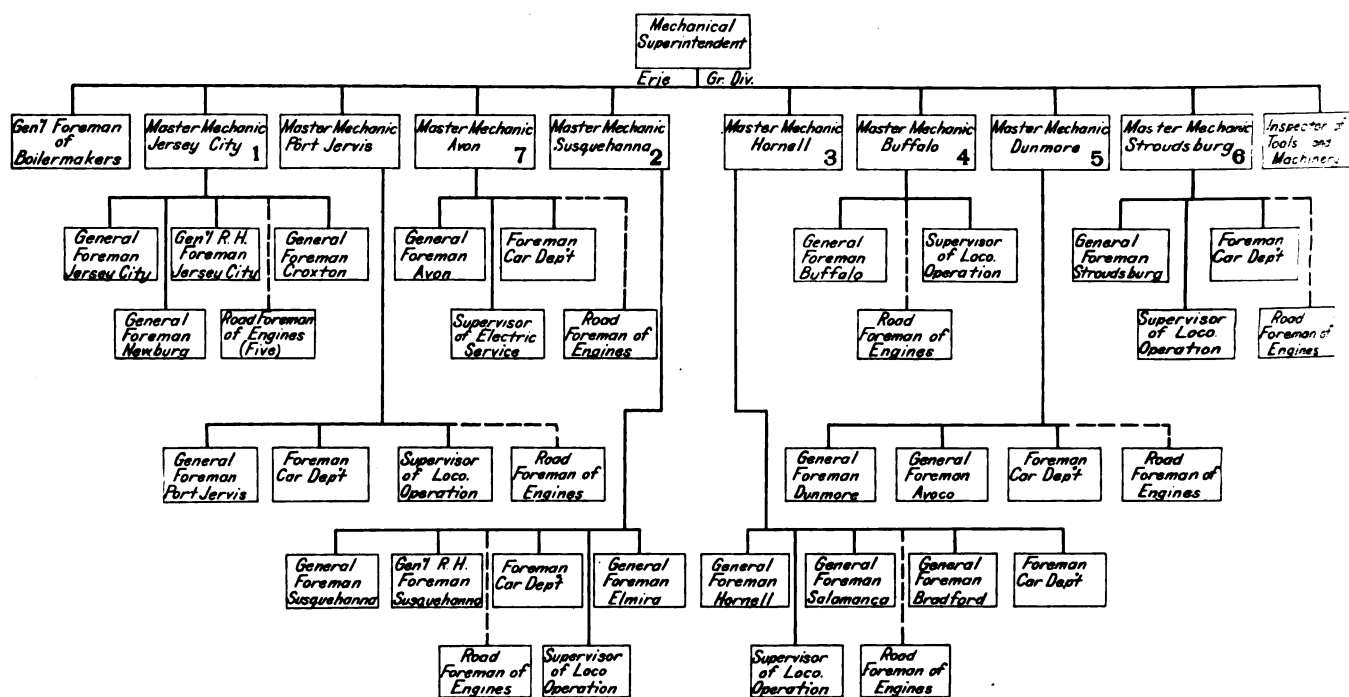 Mechanical
Superintendent
Erie Gr. Div.
Gen'l Foreman
of
Boilermakers
Master Mechanic
Jersey City 1
Master Mechanic
Port Jervis
Master Mechanic
Avon 7
Master Mechanic
Susquehanna 2
Master Mechanic
Hornell 3
Master Mechanic
Buffalo 4
Master Mechanic
Dunmore 5
Master Mechanic
Stroudsburg 6
Inspector of
Tools and
Machinery
General
Foreman
Jersey City
Gen'l R.H.
Foreman
Jersey City
General
Foreman
Croxton
General
Foreman
Avon
Foreman
Car Dep't
General
Foreman
Buffalo
Supervisor
of Loco.
Operation
General
Foreman
Stroudsburg
Foreman
Car Dep't
General
Foreman
Newburg
Road Foreman
of Engines
(Five)
Supervisor
of Electric
Service
Road
Foreman of
Engines
Road
Foreman of
Engines
Supervisor
of Loco.
Operation
Road
Foreman of
Engines
General
Foreman
Port Jervis
Foreman
Car Dep't
Supervisor
of Loco.
Operation
Road
Foreman of
Engines
General
Foreman
Dunmore
General
Foreman
Avoco
Foreman
Car Dep't
Road
Foreman of
Engines
General
Foreman
Susquehanna
Gen'l R.H.
Foreman
Susquehanna
Foreman
Car Dep't
General
Foreman
Elmira
General
Foreman
Hornell
General
Foreman
Salamanca
General
Foreman
Bradford
Foreman
Car Dep't
Road
Foreman of
Engines
Supervisor
of Loco
Operation
Supervisor
of Loco.
Operation
Road
Foreman of
Engines